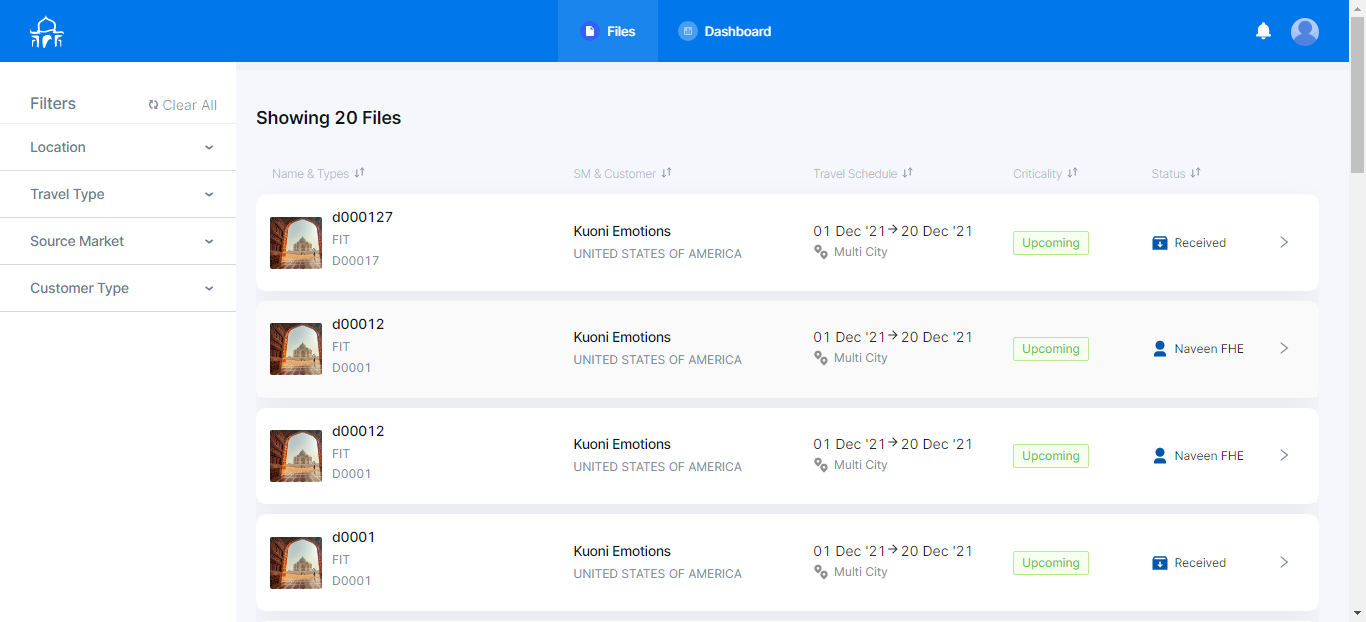 Files
Dashboard
Filters
Clear All
Location
Travel Type
Source Market
Customer Type
Showing 20 Files
Name & Types
SM & Customer
Travel Schedule
Criticality
Status
d000127
FIT
D00017
Kuoni Emotions
UNITED STATES OF AMERICA
01 Dec '21 → 20 Dec '21
Multi City
Upcoming
Received
d00012
FIT
D0001
Kuoni Emotions
UNITED STATES OF AMERICA
01 Dec '21 → 20 Dec '21
Multi City
Upcoming
Naveen FHE
d00012
FIT
D0001
Kuoni Emotions
UNITED STATES OF AMERICA
01 Dec '21 → 20 Dec '21
Multi City
Upcoming
Naveen FHE
d0001
FIT
D0001
Kuoni Emotions
UNITED STATES OF AMERICA
01 Dec '21 → 20 Dec '21
Multi City
Upcoming
Received